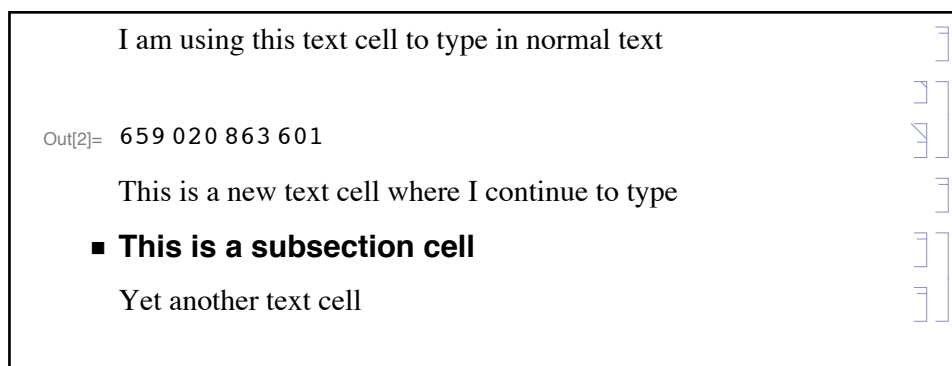 I am using this text cell to type in normal text
Out[2]= 659 020 863 601
This is a new text cell where I continue to type
■ This is a subsection cell
Yet another text cell